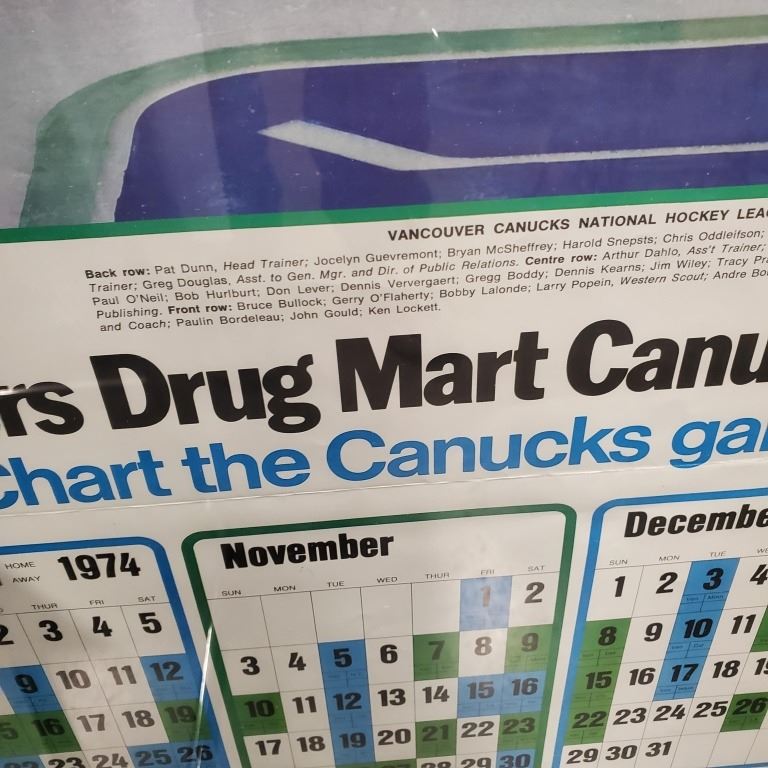 VANCOUVER CANUCKS NATIONAL HOCKEY
Back row: Pat Dunn, Head Trainer; Jocelyn Guevremont; Bryan McSheffrey; Harold Snepsts; Chris Oddleifson;
Trainer; Greg Douglas, Asst. to Gen. Mgr. and Dir. of Public Relations. Centre row: Arthur Dahlo, Ass't Trainer;
Paul O'Neil; Bob Hurlburt; Don Lever; Dennis Ververgaert; Gregg Boddy; Dennis Kearns; Jim Wiley; Tracy
Publishing. Front row: Bruce Bullock; Gerry O'Flaherty; Bobby Lalonde; Larry Popein, Western Scout; Andre
and Coach; Paulin Bordeleau; John Gould; Ken Lockett.
rs Drug Mart Canu
Chart the Canucks ga
HOME
AWAY
1974
THUR FRI SAT
2 3 4 5
9 10 11 12
16 17 18 19
23 24 25 26
November
SUN MON TUE WED THUR FRI SAT
1 2
3 4 5 6 7 8 9
10 11 12 13 14 15 16
17 18 19 20 21 22 23
28 29 30
Decembe
SUN MON TUE
1 2 3 4
8 9 10 11
15 16 17 18
22 23 24 25 26
29 30 31